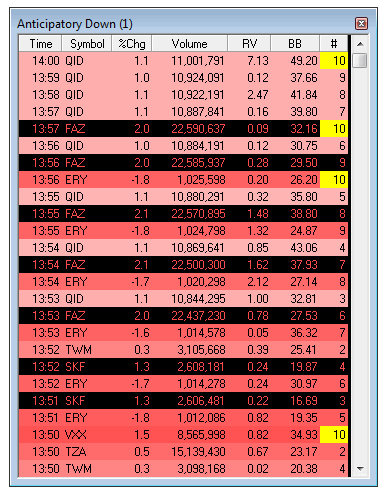 Anticipatory Down (1)
Time Symbol %Chg Volume RV BB #
14:00 QID 1.1 11,001,791 7.13 49.20 10
13:59 QID 1.0 10,924,091 0.12 37.66 9
13:58 QID 1.1 10,922,191 2.47 41.84 8
13:57 QID 1.1 10,887,841 0.16 39.80 7
13:57 FAZ 2.0 22,590,637 0.09 32.16 10
13:56 QID 1.0 10,884,191 0.12 30.75 6
13:56 FAZ 2.0 22,585,937 0.28 29.50 9
13:56 ERY -1.8 1,025,598 0.20 26.20 10
13:55 QID 1.1 10,880,291 0.32 35.80 5
13:55 FAZ 2.1 22,570,895 1.48 38.80 8
13:55 ERY -1.8 1,024,798 1.32 24.87 9
13:54 QID 1.1 10,869,641 0.85 43.06 4
13:54 FAZ 2.1 22,500,300 1.62 37.93 7
13:54 ERY -1.7 1,020,298 2.12 27.14 8
13:53 QID 1.1 10,844,295 1.00 32.81 3
13:53 FAZ 2.0 22,437,230 0.78 27.53 6
13:53 ERY -1.6 1,014,578 0.05 36.32 7
13:52 TWM 0.3 3,105,668 0.39 25.41 2
13:52 SKF 1.3 2,608,181 0.24 19.87 4
13:52 ERY -1.7 1,014,278 0.24 30.97 6
13:51 SKF 1.3 2,606,481 0.22 16.69 3
13:51 ERY -1.8 1,012,086 0.82 19.35 5
13:50 VXX 1.5 8,565,998 0.82 34.93 10
13:50 TZA 0.5 15,139,430 0.67 23.17 2
13:50 TWM 0.3 3,098,168 0.02 20.38 4